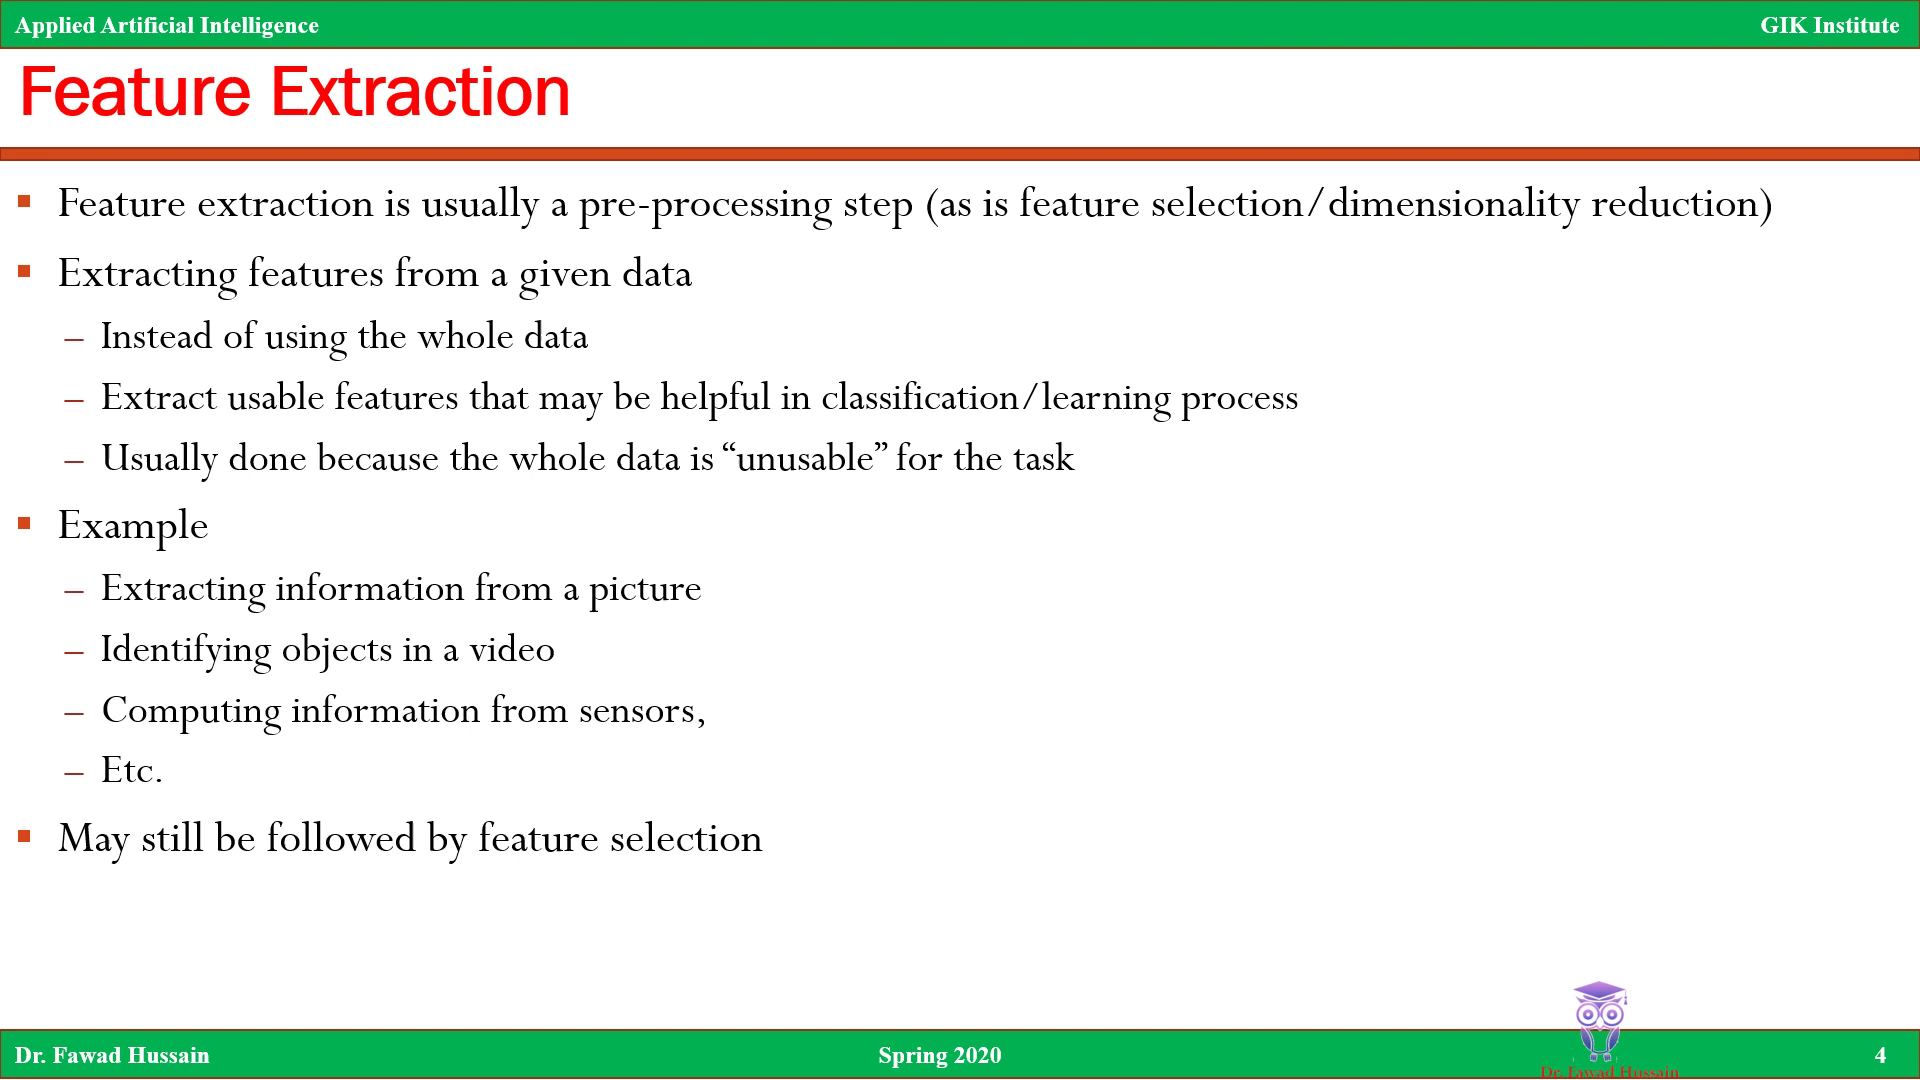 Applied Artificial Intelligence
GIK Institute
Feature Extraction
▪ Feature extraction is usually a pre-processing step (as is feature selection/dimensionality reduction)
▪ Extracting features from a given data
– Instead of using the whole data
– Extract usable features that may be helpful in classification/learning process
– Usually done because the whole data is “unusable” for the task
▪ Example
– Extracting information from a picture
– Identifying objects in a video
– Computing information from sensors,
– Etc.
▪ May still be followed by feature selection
Dr. Fawad Hussain
Spring 2020
Dr. Fawad Hussain
4